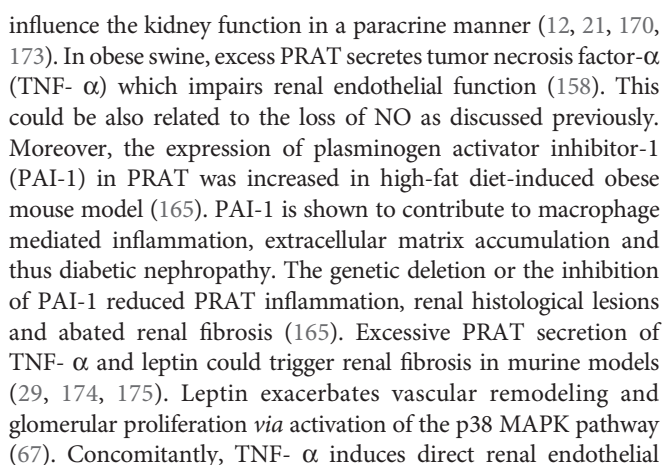 influence the kidney function in a paracrine manner (12, 21, 170,
173). In obese swine, excess PRAT secretes tumor necrosis factor-α
(TNF- α) which impairs renal endothelial function (158). This
could be also related to the loss of NO as discussed previously.
Moreover, the expression of plasminogen activator inhibitor-1
(PAI-1) in PRAT was increased in high-fat diet-induced obese
mouse model (165). PAI-1 is shown to contribute to macrophage
mediated inflammation, extracellular matrix accumulation and
thus diabetic nephropathy. The genetic deletion or the inhibition
of PAI-1 reduced PRAT inflammation, renal histological lesions
and abated renal fibrosis (165). Excessive PRAT secretion of
TNF- α and leptin could trigger renal fibrosis in murine models
(29, 174, 175). Leptin exacerbates vascular remodeling and
glomerular proliferation via activation of the p38 MAPK pathway
(67). Concomitantly, TNF- α induces direct renal endothelial